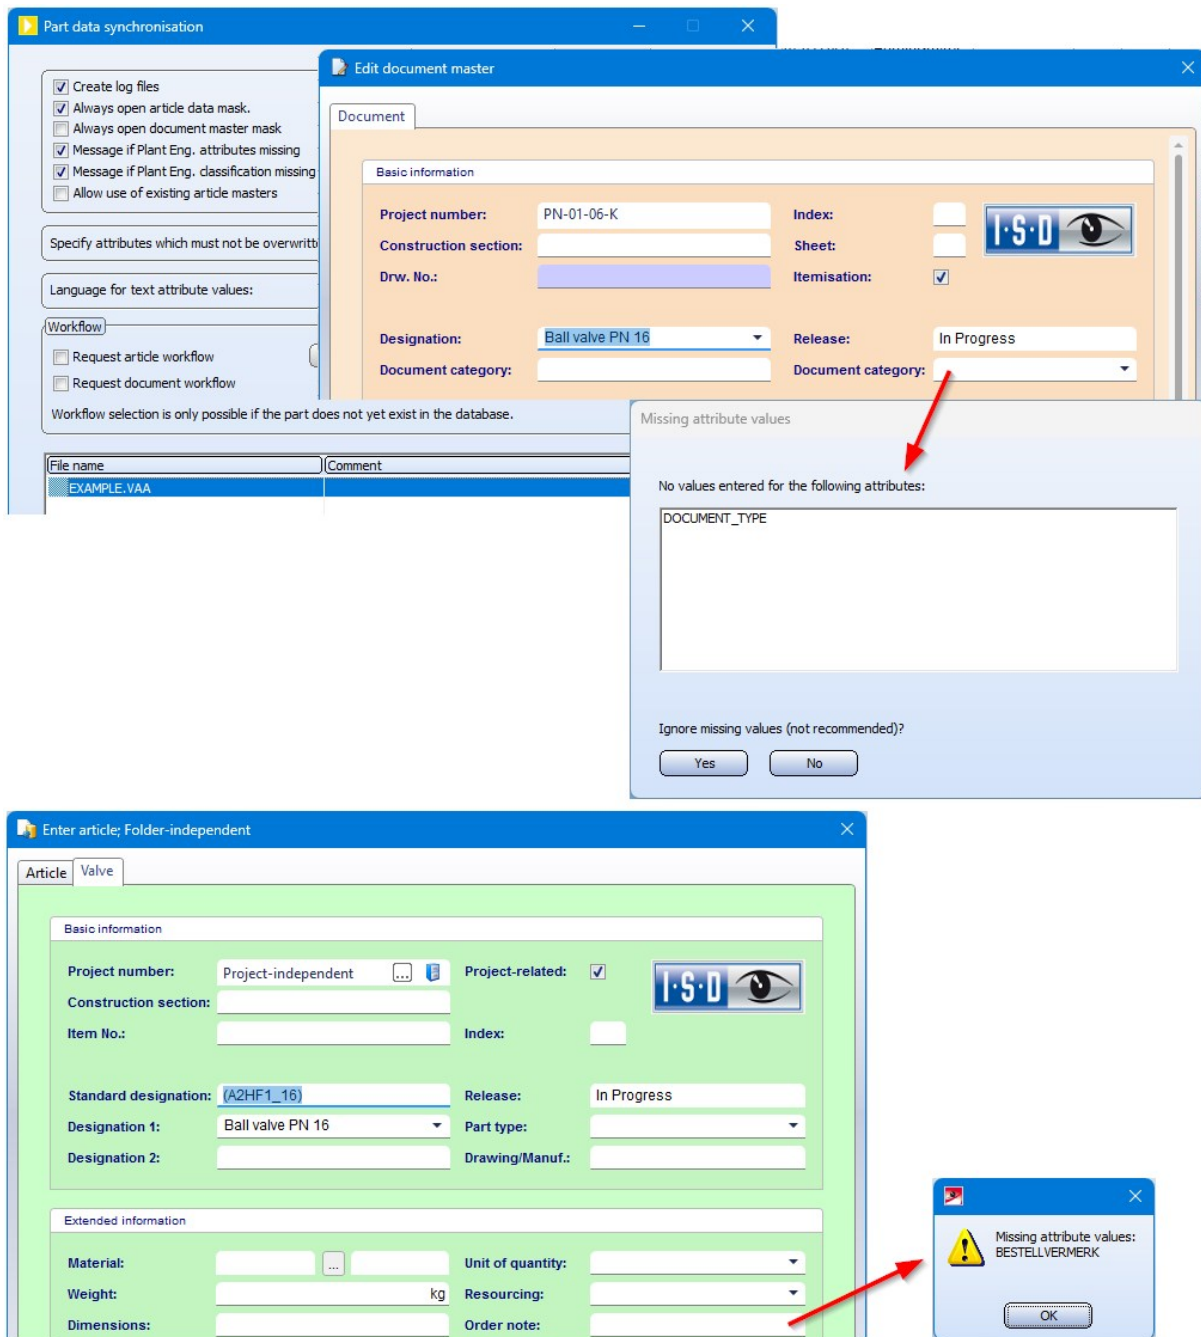 Part data synchronisation
Create log files
Always open article data mask.
Always open document master mask
Message if Plant Eng. attributes missing
Message if Plant Eng. classification missing
Allow use of existing article masters
Specify attributes which must not be overwritt
Language for text attribute values:
Workflow
Request article workflow
Request document workflow
Workflow selection is only possible if the part does not yet exist in the database.
File name Comment
EXAMPLE.VAA
Edit document master
Document
Basic information
Project number: PN-01-06-K Index:
Construction section: Sheet:
Drw. No.: Itemisation:
I·S·D
Designation: Ball valve PN 16 Release: In Progress
Document category: Document category:
Missing attribute values
No values entered for the following attributes:
DOCUMENT_TYPE
Ignore missing values (not recommended)?
Yes No
Enter article; Folder-independent
Article Valve
Basic information
Project number: Project-independent ... Project-related:
I·S·D
Construction section:
Item No.: Index:
Standard designation: (A2HF1_16) Release: In Progress
Designation 1: Ball valve PN 16 Part type:
Designation 2: Drawing/Manuf.:
Extended information
Material: ... Unit of quantity:
Weight: kg Resourcing:
Dimensions: Order note:
Missing attribute values:
BESTELLVERMERK
OK